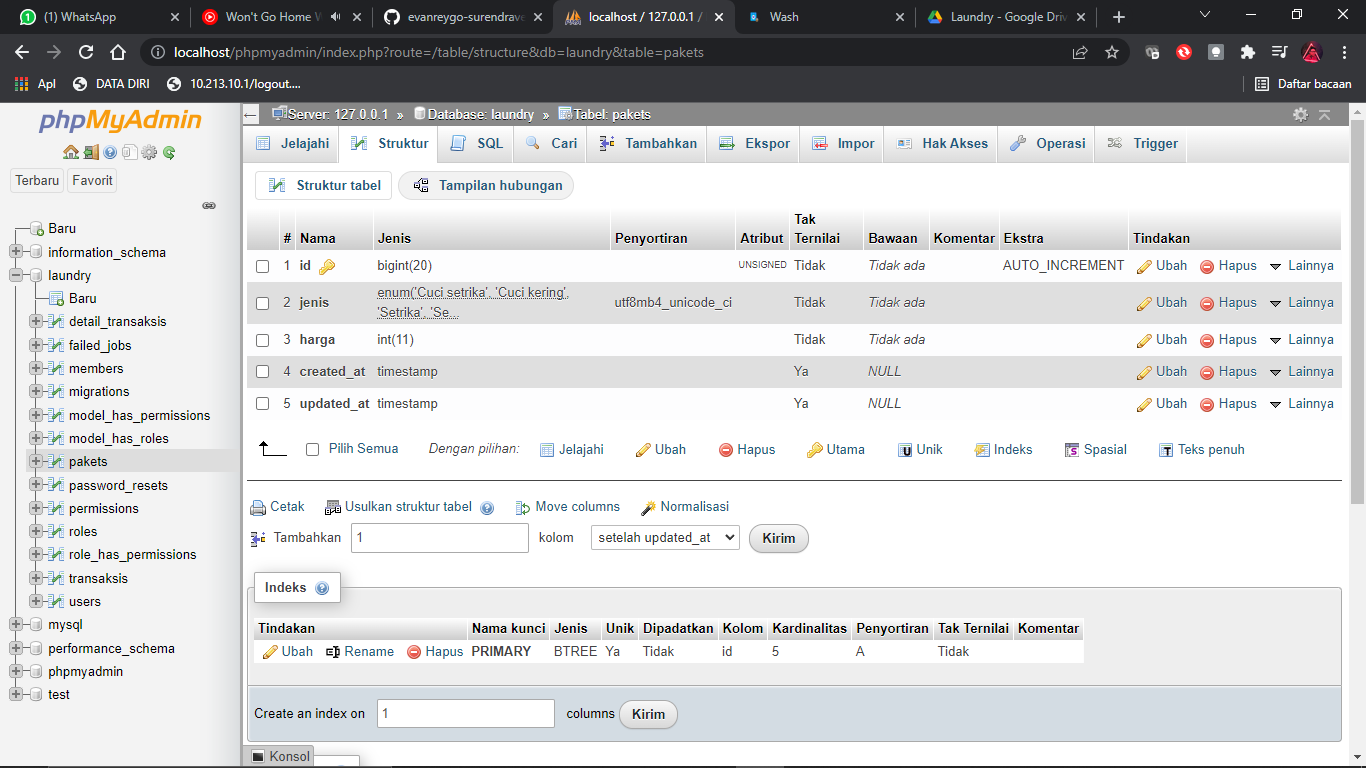 (1) WhatsApp
Won't Go Home W
evanreygo-surendrave
localhost / 127.0.0.1 /
Wash
Laundry - Google Driv
localhost/phpmyadmin/index.php?route=/table/structure&db=laundry&table=pakets
Apl
DATA DIRI
10.213.10.1/logout....
Daftar bacaan
phpMyAdmin
Terbaru Favorit
Baru
information_schema
laundry
Baru
detail_transaksis
failed_jobs
members
migrations
model_has_permissions
model_has_roles
pakets
password_resets
permissions
roles
role_has_permissions
transaksis
users
mysql
performance_schema
phpmyadmin
test
Server: 127.0.0.1 » Database: laundry » Tabel: pakets
Jelajahi Struktur SQL Cari Tambahkan Ekspor Impor Hak Akses Operasi Trigger
Struktur tabel Tampilan hubungan
# Nama Jenis Penyortiran Atribut Tak Ternilai Bawaan Komentar Ekstra Tindakan
1 id bigint(20) UNSIGNED Tidak Tidak ada AUTO_INCREMENT Ubah Hapus Lainnya
2 jenis enum('Cuci setrika', 'Cuci kering', 'Setrika', 'Se... utf8mb4_unicode_ci Tidak Tidak ada Ubah Hapus Lainnya
3 harga int(11) Tidak Tidak ada Ubah Hapus Lainnya
4 created_at timestamp Ya NULL Ubah Hapus Lainnya
5 updated_at timestamp Ya NULL Ubah Hapus Lainnya
Pilih Semua Dengan pilihan: Jelajahi Ubah Hapus Utama Unik Indeks Spasial Teks penuh
Cetak Usulkan struktur tabel Move columns Normalisasi
Tambahkan 1 kolom setelah updated_at Kirim
Indeks
Tindakan Nama kunci Jenis Unik Dipadatkan Kolom Kardinalitas Penyortiran Tak Ternilai Komentar
Ubah Rename Hapus PRIMARY BTREE Ya Tidak id 5 A Tidak
Create an index on 1 columns Kirim
Konsol